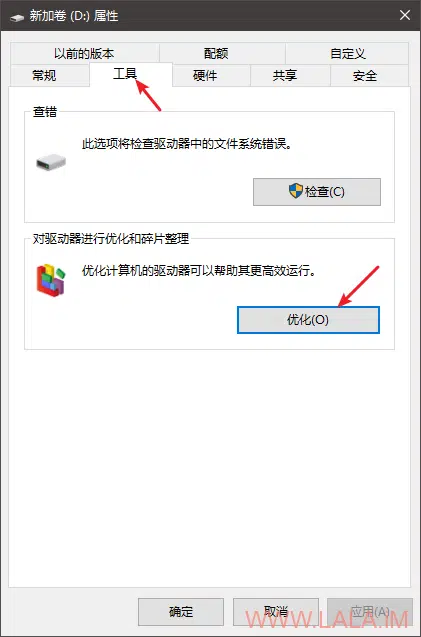 新加卷 (D:) 属性
以前的版本 配额 自定义
常规 工具 硬件 共享 安全
查错
此选项将检查驱动器中的文件系统错误。
检查(C)
对驱动器进行优化和碎片整理
优化计算机的驱动器可以帮助其更高效运行。
优化(O)
确定 取消 应用(A)
WWW.LALA.IM